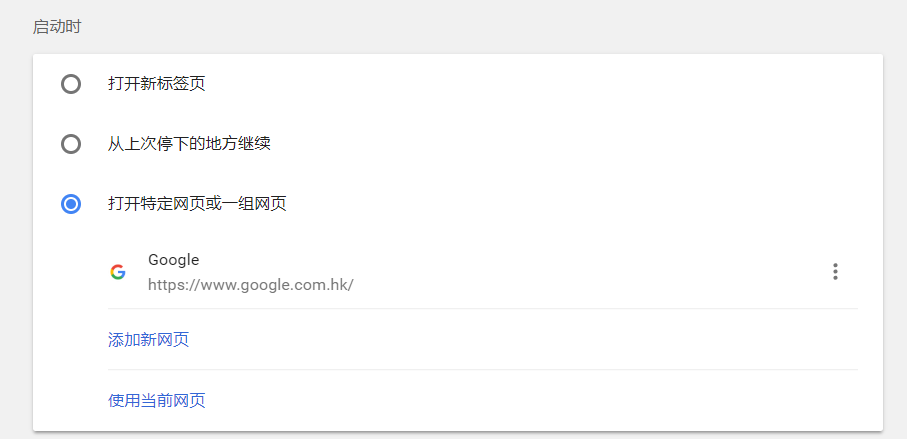 启动时
打开新标签页
从上次停下的地方继续
打开特定网页或一组网页
Google
https://www.google.com.hk/
添加新网页
使用当前网页